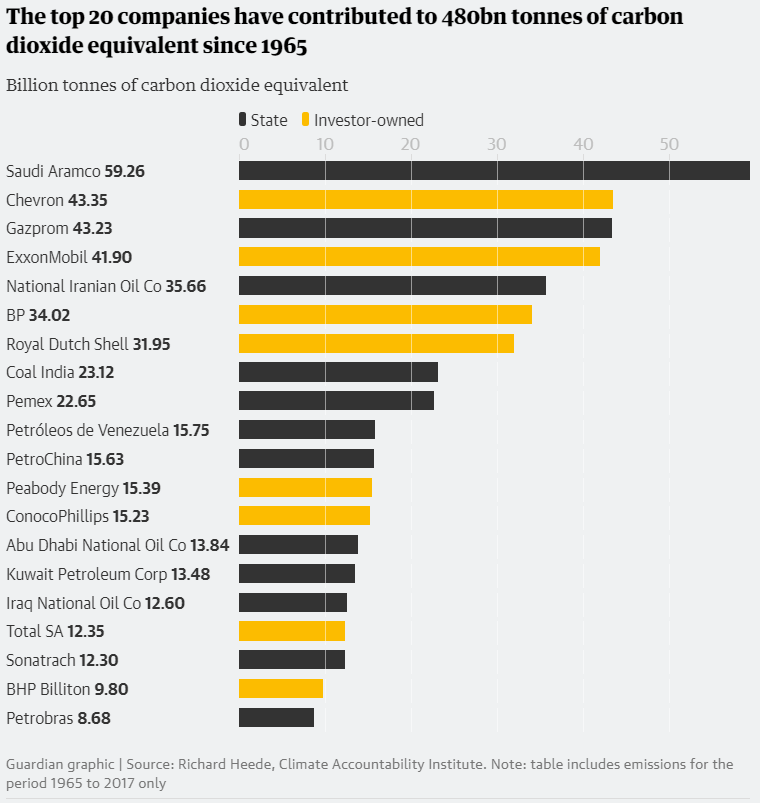 The top 20 companies have contributed to 480bn tonnes of carbon
dioxide equivalent since 1965
Billion tonnes of carbon dioxide equivalent
State Investor-owned
0 10 20 30 40 50
Saudi Aramco 59.26
Chevron 43.35
Gazprom 43.23
ExxonMobil 41.90
National Iranian Oil Co 35.66
BP 34.02
Royal Dutch Shell 31.95
Coal India 23.12
Pemex 22.65
Petróleos de Venezuela 15.75
PetroChina 15.63
Peabody Energy 15.39
ConocoPhillips 15.23
Abu Dhabi National Oil Co 13.84
Kuwait Petroleum Corp 13.48
Iraq National Oil Co 12.60
Total SA 12.35
Sonatrach 12.30
BHP Billiton 9.80
Petrobras 8.68
Guardian graphic | Source: Richard Heede, Climate Accountability Institute. Note: table includes emissions for the
period 1965 to 2017 only